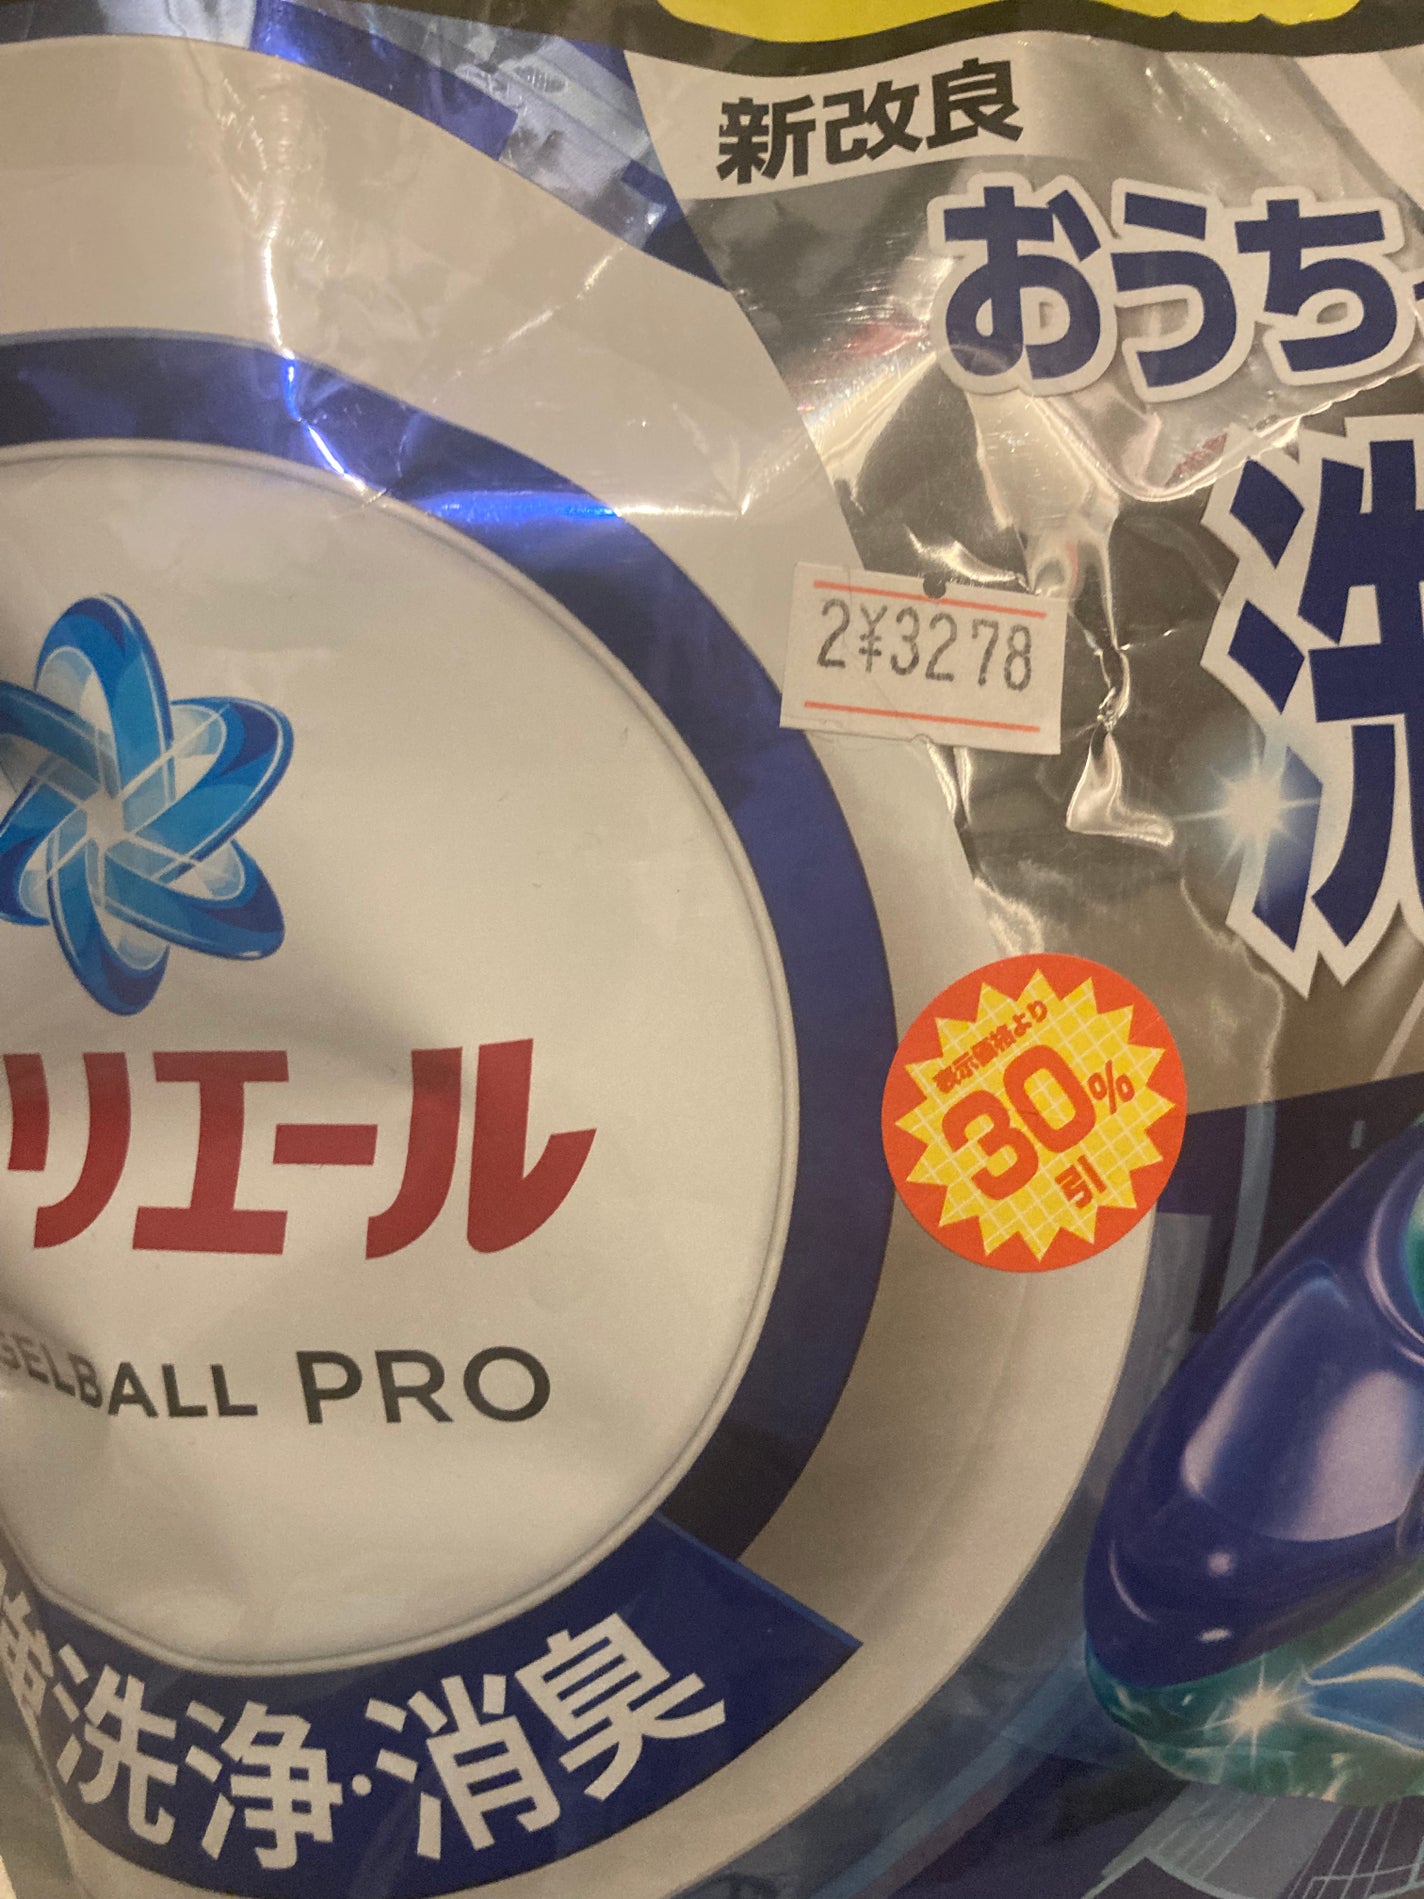 新改良
おうち
洗
2¥3278
表示価格より
30%
引
リエール
GELBALL PRO
洗浄・消臭